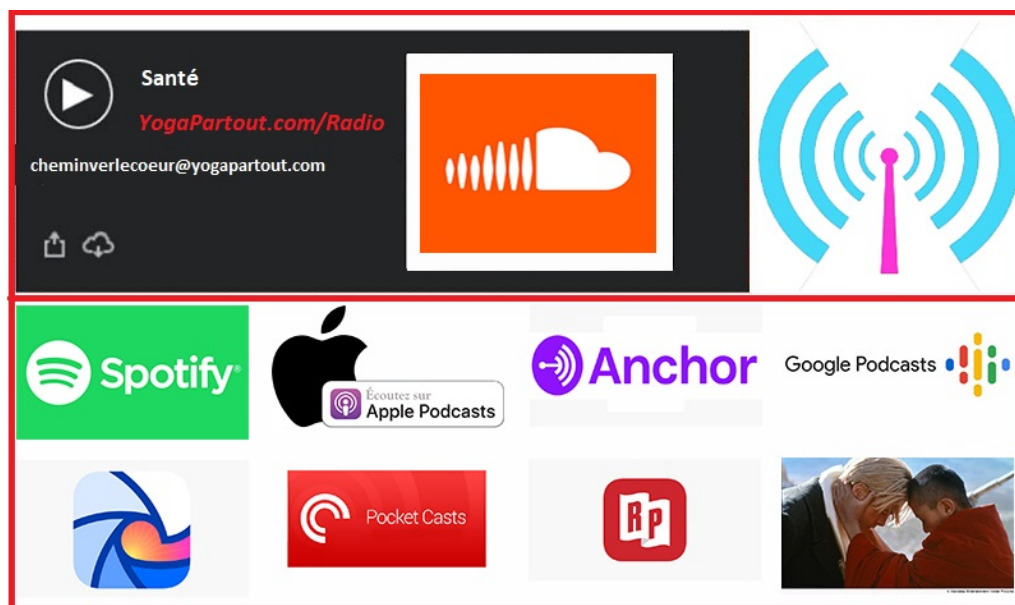 Santé
YogaPartout.com/Radio
cheminverlecoeur@yogapartout.com
Spotify®
Écoutez sur
Apple Podcasts
Anchor
Google Podcasts
Pocket Casts
RP